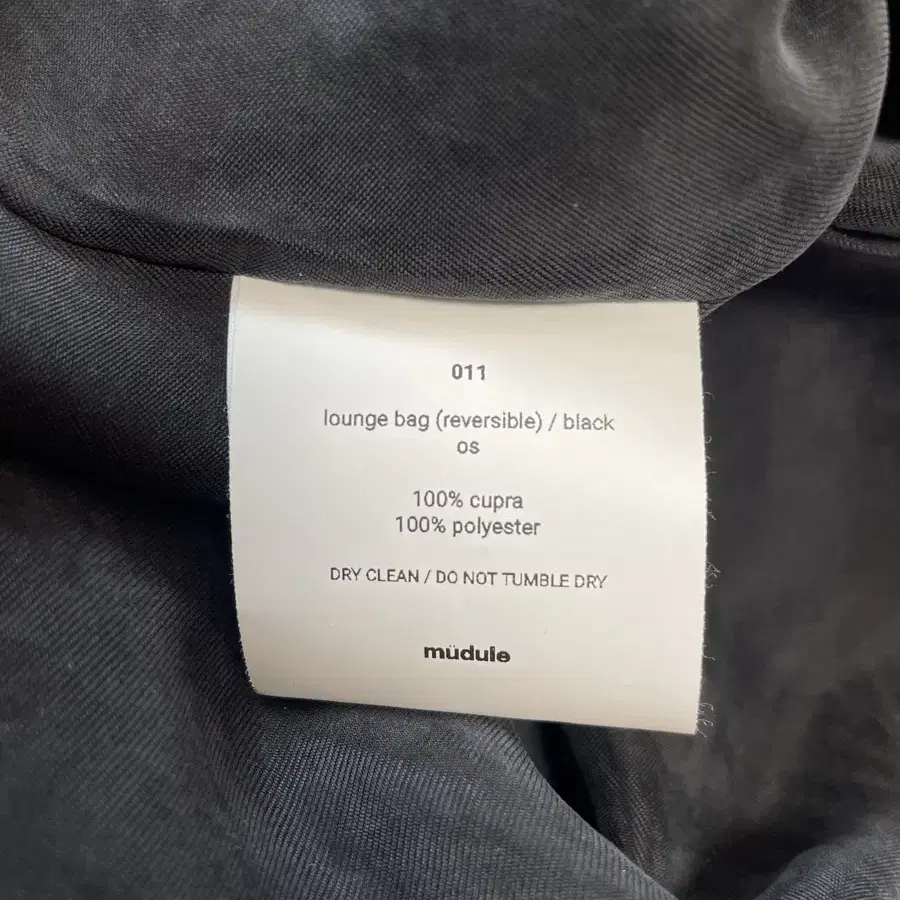 011
lounge bag (reversible) / black
os
100% cupra
100% polyester
DRY CLEAN / DO NOT TUMBLE DRY
müdule